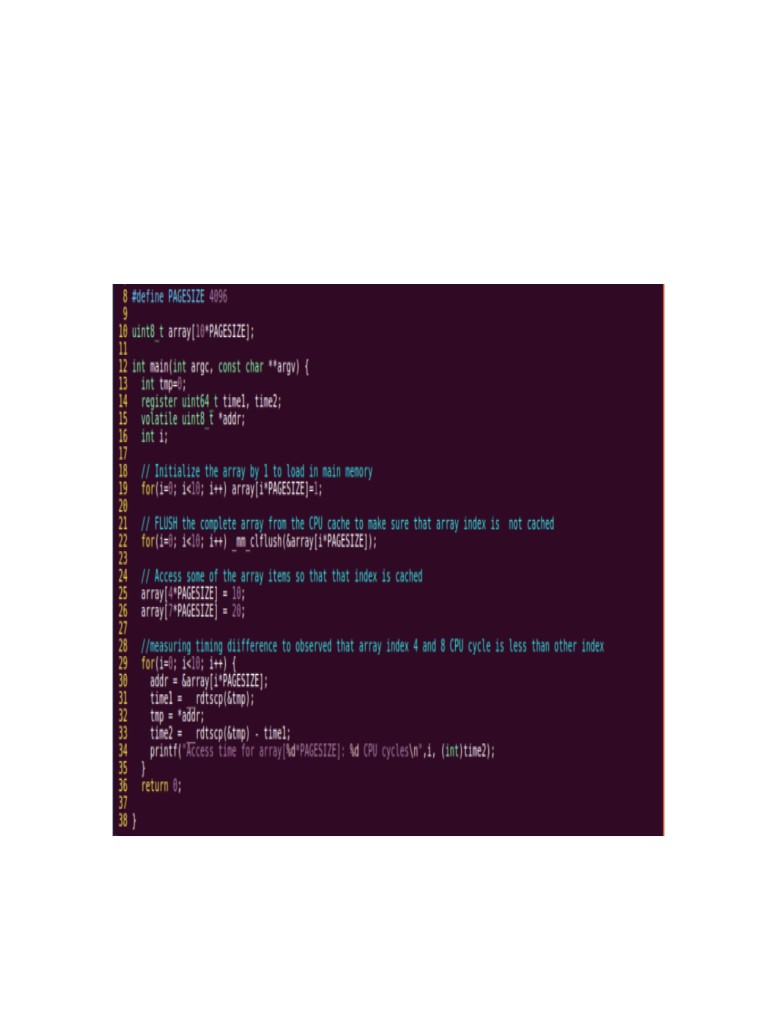 8 #define PAGESIZE 4096
9
10 uint8_t array[10*PAGESIZE];
11
12 int main(int argc, const char **argv) {
13   int tmp=0;
14   register uint64_t time1, time2;
15   volatile uint8_t *addr;
16   int i;
17
18   // Initialize the array by 1 to load in main memory
19   for(i=0; i<10; i++) array[i*PAGESIZE]=1;
20
21   // FLUSH the complete array from the CPU cache to make sure that array index is  not cached
22   for(i=0; i<10; i++) _mm_clflush(&array[i*PAGESIZE]);
23
24   // Access some of the array items so that that index is cached
25   array[4*PAGESIZE] = 10;
26   array[7*PAGESIZE] = 20;
27
28   //measuring timing diifference to observed that array index 4 and 8 CPU cycle is less than other index
29   for(i=0; i<10; i++) {
30     addr = &array[i*PAGESIZE];
31     time1 = __rdtscp(&tmp);
32     tmp = *addr;
33     time2 = __rdtscp(&tmp) - time1;
34     printf("Access time for array[%d*PAGESIZE]: %d CPU cycles\n",i, (int)time2);
35   }
36   return 0;
37
38 }